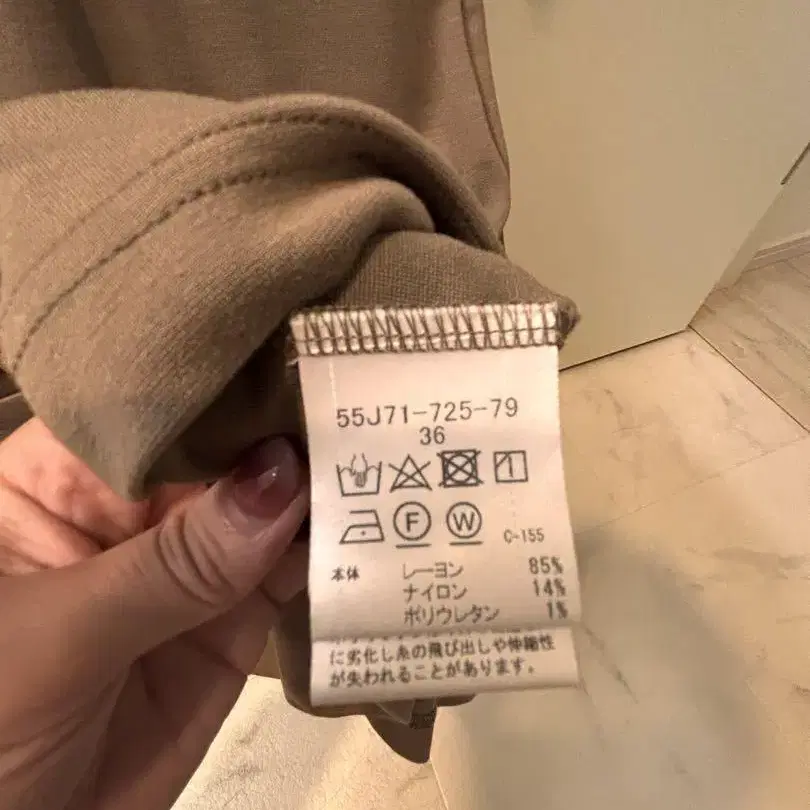 55J71-725-79
36
F W C-155
本体 レーヨン 85%
ナイロン 14%
ポリウレタン 1%
に劣化し糸の飛び出しや伸縮性
が失われることがあります。